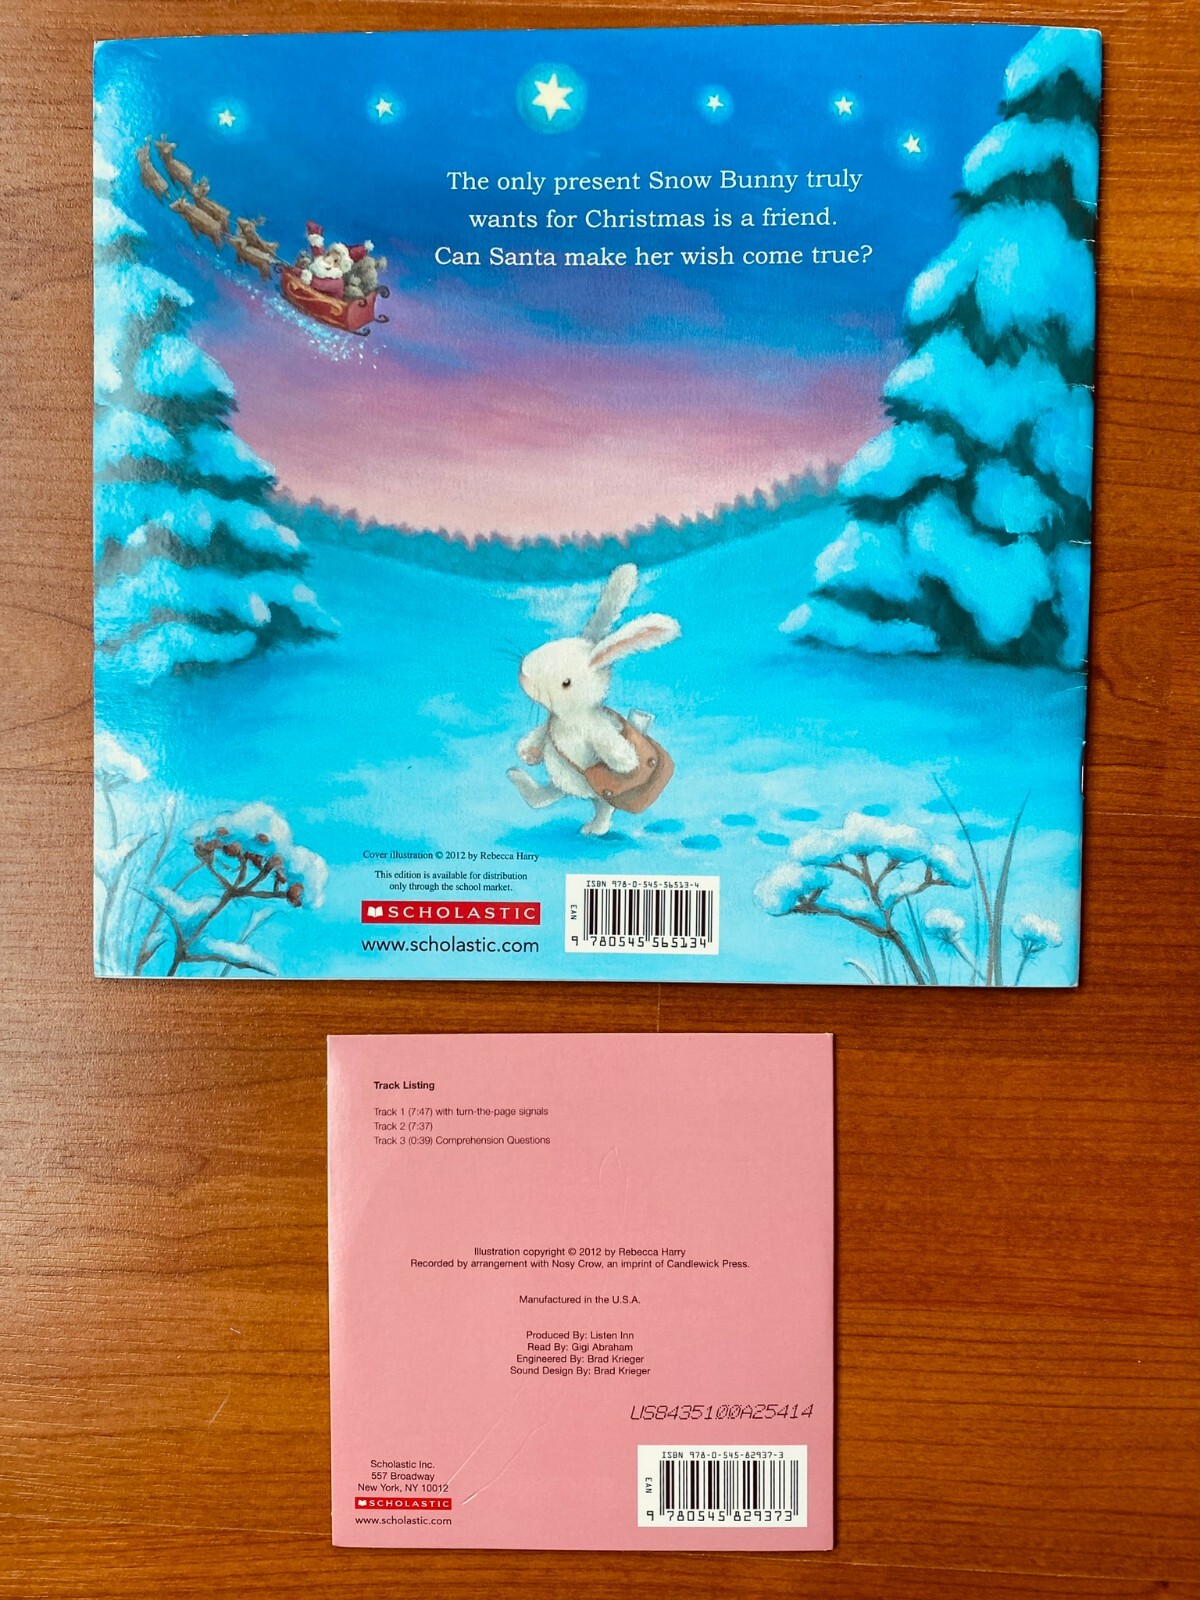 The only present Snow Bunny truly
wants for Christmas is a friend.
Can Santa make her wish come true?
Cover illustration © 2012 by Rebecca Harry
This edition is available for distribution
only through the school market.
SCHOLASTIC
www.scholastic.com
ISBN 978-0-545-56513-4
EAN
9 780545 565134
Track Listing
Track 1 (7:47) with turn-the-page signals
Track 2 (7:37)
Track 3 (0:39) Comprehension Questions
Illustration copyright © 2012 by Rebecca Harry
Recorded by arrangement with Nosy Crow, an imprint of Candlewick Press.
Manufactured in the U.S.A.
Produced By: Listen Inn
Read By: Gigi Abraham
Engineered By: Brad Krieger
Sound Design By: Brad Krieger
US8435100A25414
Scholastic Inc.
557 Broadway
New York, NY 10012
SCHOLASTIC
www.scholastic.com
ISBN 978-0-545-82937-3
EAN
9 780545 829373